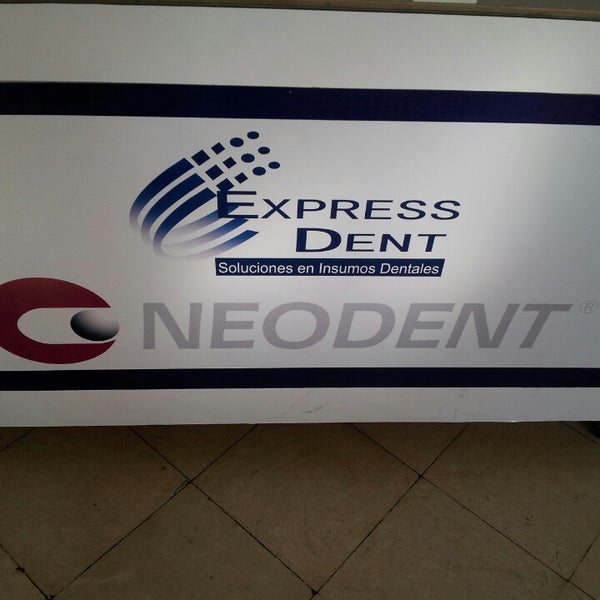 EXPRESS
DENT
Soluciones en Insumos Dentales
NEODENT®